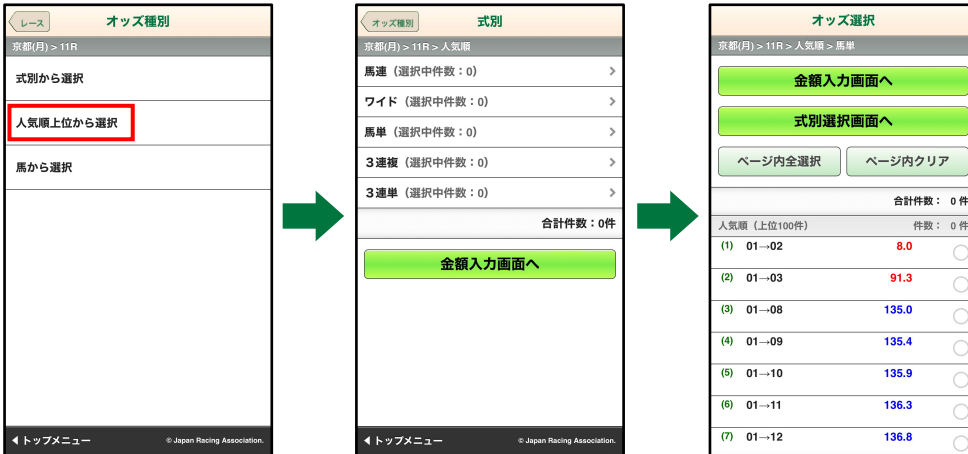 レース
オッズ種別
京都(月)>11R
式別から選択
人気順上位から選択
馬から選択
トップメニュー
© Japan Racing Association.
オッズ種別
式別
京都(月)>11R>人気順
馬連（選択中件数：0）
ワイド（選択中件数：0）
馬単（選択中件数：0）
３連複（選択中件数：0）
３連単（選択中件数：0）
合計件数：0件
金額入力画面へ
トップメニュー
© Japan Racing Association.
オッズ選択
京都(月)>11R>人気順>馬単
金額入力画面へ
式別選択画面へ
ページ内全選択 ページ内クリア
合計件数： 0件
人気順（上位100件） 件数： 0件
(1) 01→02 8.0
(2) 01→03 91.3
(3) 01→08 135.0
(4) 01→09 135.4
(5) 01→10 135.9
(6) 01→11 136.3
(7) 01→12 136.8